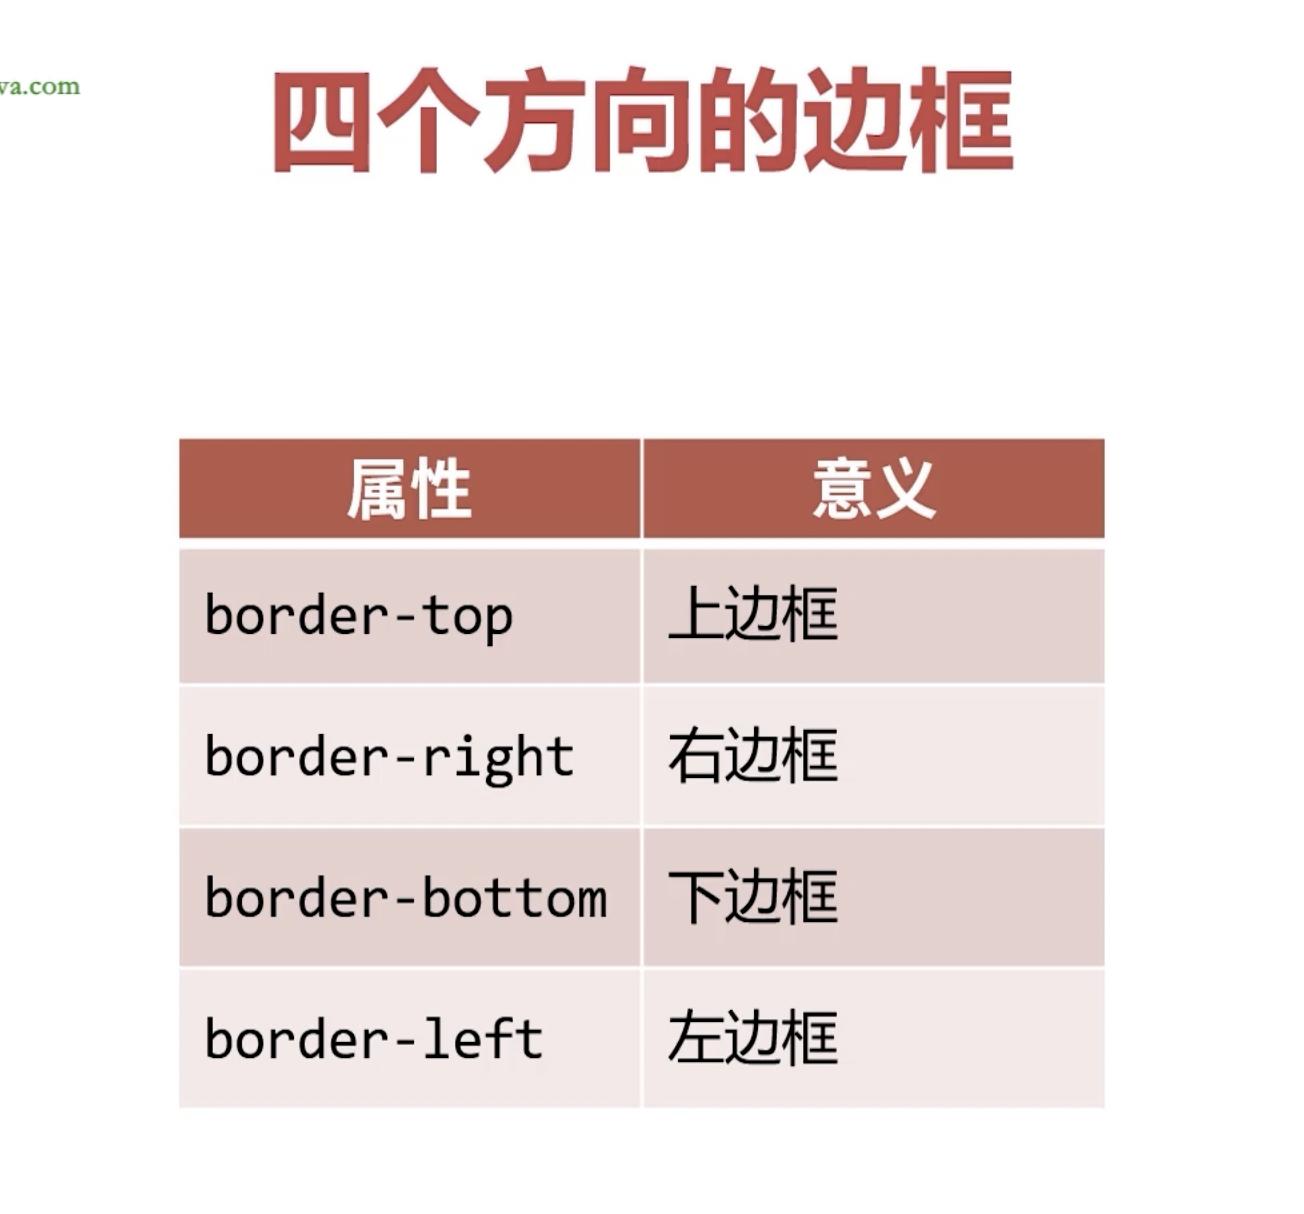 va.com
四个方向的边框
属性 意义
border-top 上边框
border-right 右边框
border-bottom 下边框
border-left 左边框